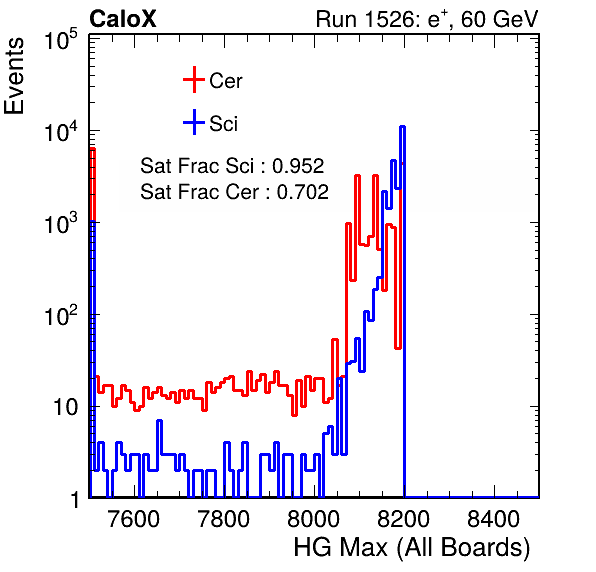 CaloX
Run 1526: e+, 60 GeV
Events
10^5
10^4
10^3
10^2
10
1
Cer
Sci
Sat Frac Sci : 0.952
Sat Frac Cer : 0.702
7600 7800 8000 8200 8400
HG Max (All Boards)